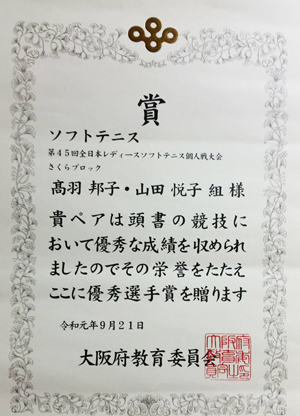 賞
ソフトテニス
第45回全日本レディースソフトテニス個人戦大会
さくらブロック
髙羽 邦子・山田 悦子 組 様
貴ペアは頭書の競技に
おいて優秀な成績を収められ
ましたのでその栄誉をたたえ
ここに優秀選手賞を贈ります
令和元年9月21日
大阪府教育委員会